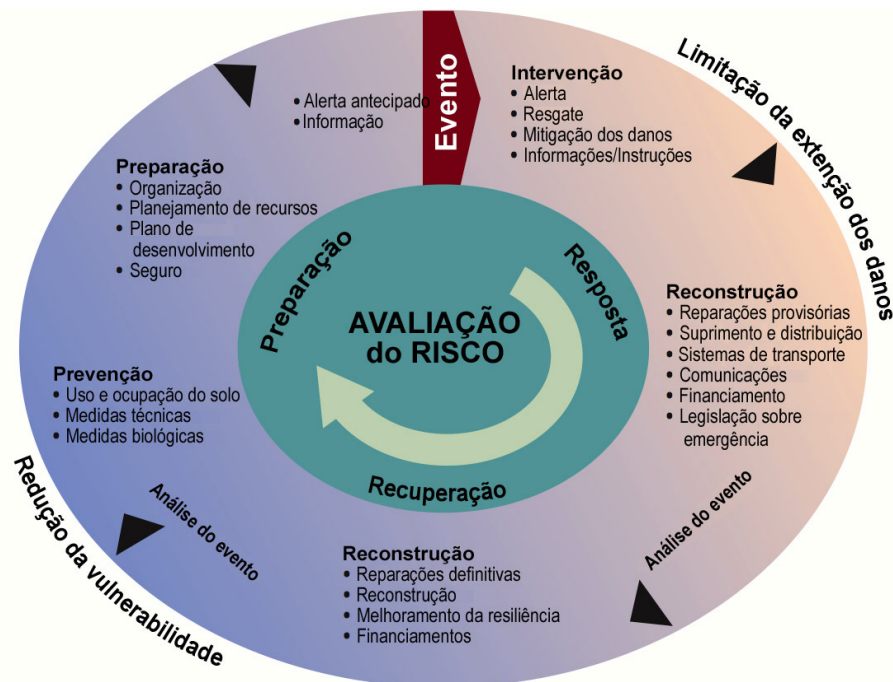 Evento
Intervenção
• Alerta
• Resgate
• Mitigação dos danos
• Informações/Instruções
Limitação da extenção dos danos
Reconstrução
• Reparações provisórias
• Suprimento e distribuição
• Sistemas de transporte
• Comunicações
• Financiamento
• Legislação sobre
emergência
Análise do evento
Reconstrução
• Reparações definitivas
• Reconstrução
• Melhoramento da resiliência
• Financiamentos
Análise do evento
Redução da vulnerabilidade
Prevenção
• Uso e ocupação do solo
• Medidas técnicas
• Medidas biológicas
Preparação
• Organização
• Planejamento de recursos
• Plano de
desenvolvimento
• Seguro
• Alerta antecipado
• Informação
Preparação
Resposta
Recuperação
AVALIAÇÃO
do RISCO